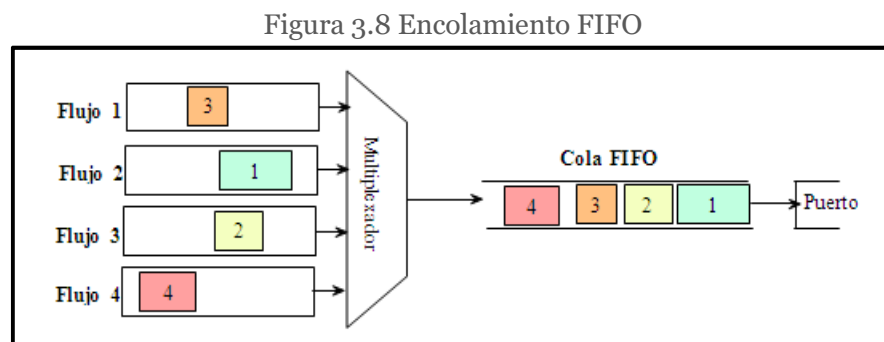 Figura 3.8 Encolamiento FIFO
Flujo 1
3
Flujo 2
1
Flujo 3
2
Flujo 4
4
Multiplexador
Cola FIFO
4 3 2 1
Puerto